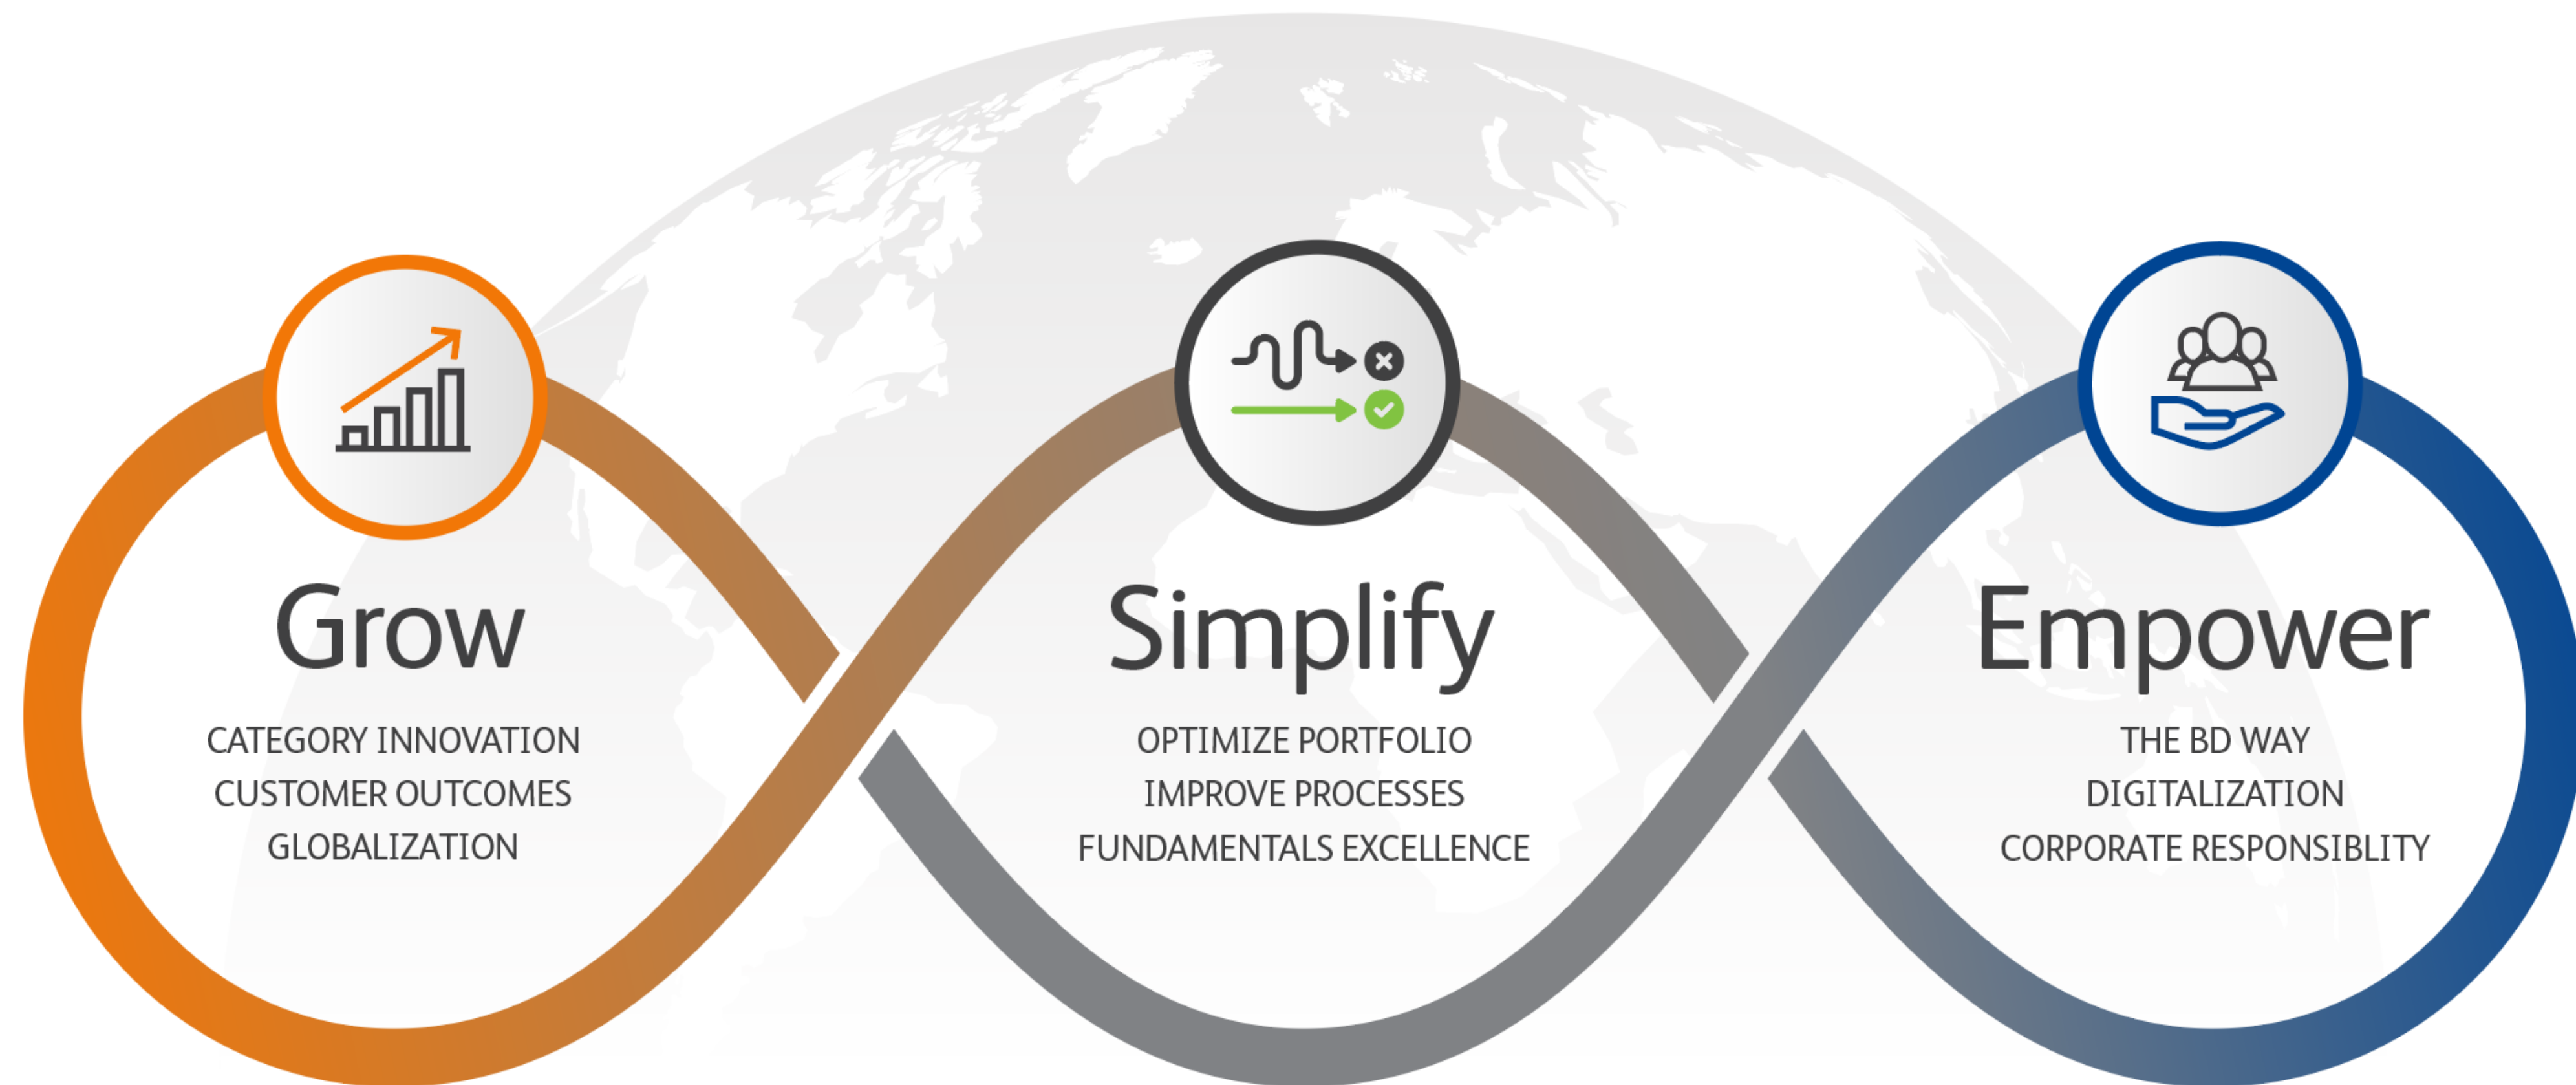 Grow
CATEGORY INNOVATION
CUSTOMER OUTCOMES
GLOBALIZATION
Simplify
OPTIMIZE PORTFOLIO
IMPROVE PROCESSES
FUNDAMENTALS EXCELLENCE
Empower
THE BD WAY
DIGITALIZATION
CORPORATE RESPONSIBLITY